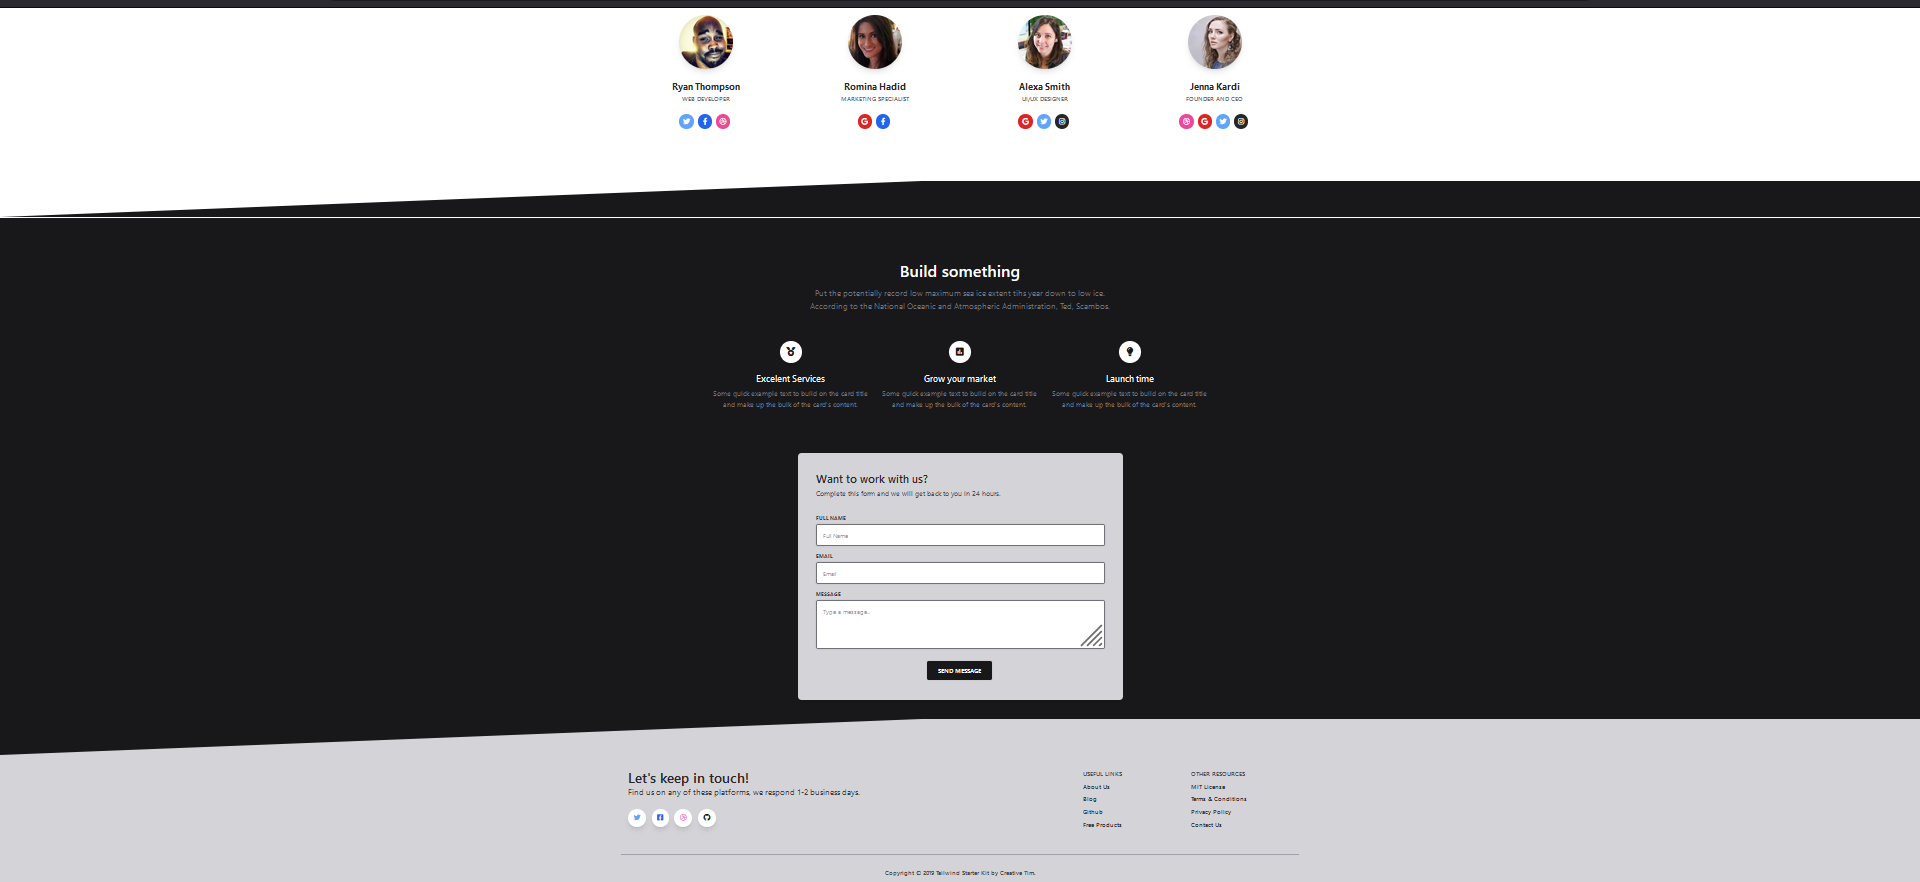 Ryan Thompson
WEB DEVELOPER
Romina Hadid
MARKETING SPECIALIST
Alexa Smith
UI/UX DESIGNER
Jenna Kardi
FOUNDER AND CEO
Build something
Put the potentially record low maximum sea ice extent tihs year down to low ice.
According to the National Oceanic and Atmospheric Administration, Ted, Scambos.
Excelent Services
Some quick example text to build on the card title
and make up the bulk of the card's content.
Grow your market
Some quick example text to build on the card title
and make up the bulk of the card's content.
Launch time
Some quick example text to build on the card title
and make up the bulk of the card's content.
Want to work with us?
Complete this form and we will get back to you in 24 hours.
FULL NAME
Full Name
EMAIL
Email
MESSAGE
Type a message...
SEND MESSAGE
Let's keep in touch!
Find us on any of these platforms, we respond 1-2 business days.
USEFUL LINKS
About Us
Blog
Github
Free Products
OTHER RESOURCES
MIT License
Terms & Conditions
Privacy Policy
Contact Us
Copyright © 2019 Tailwind Starter Kit by Creative Tim.